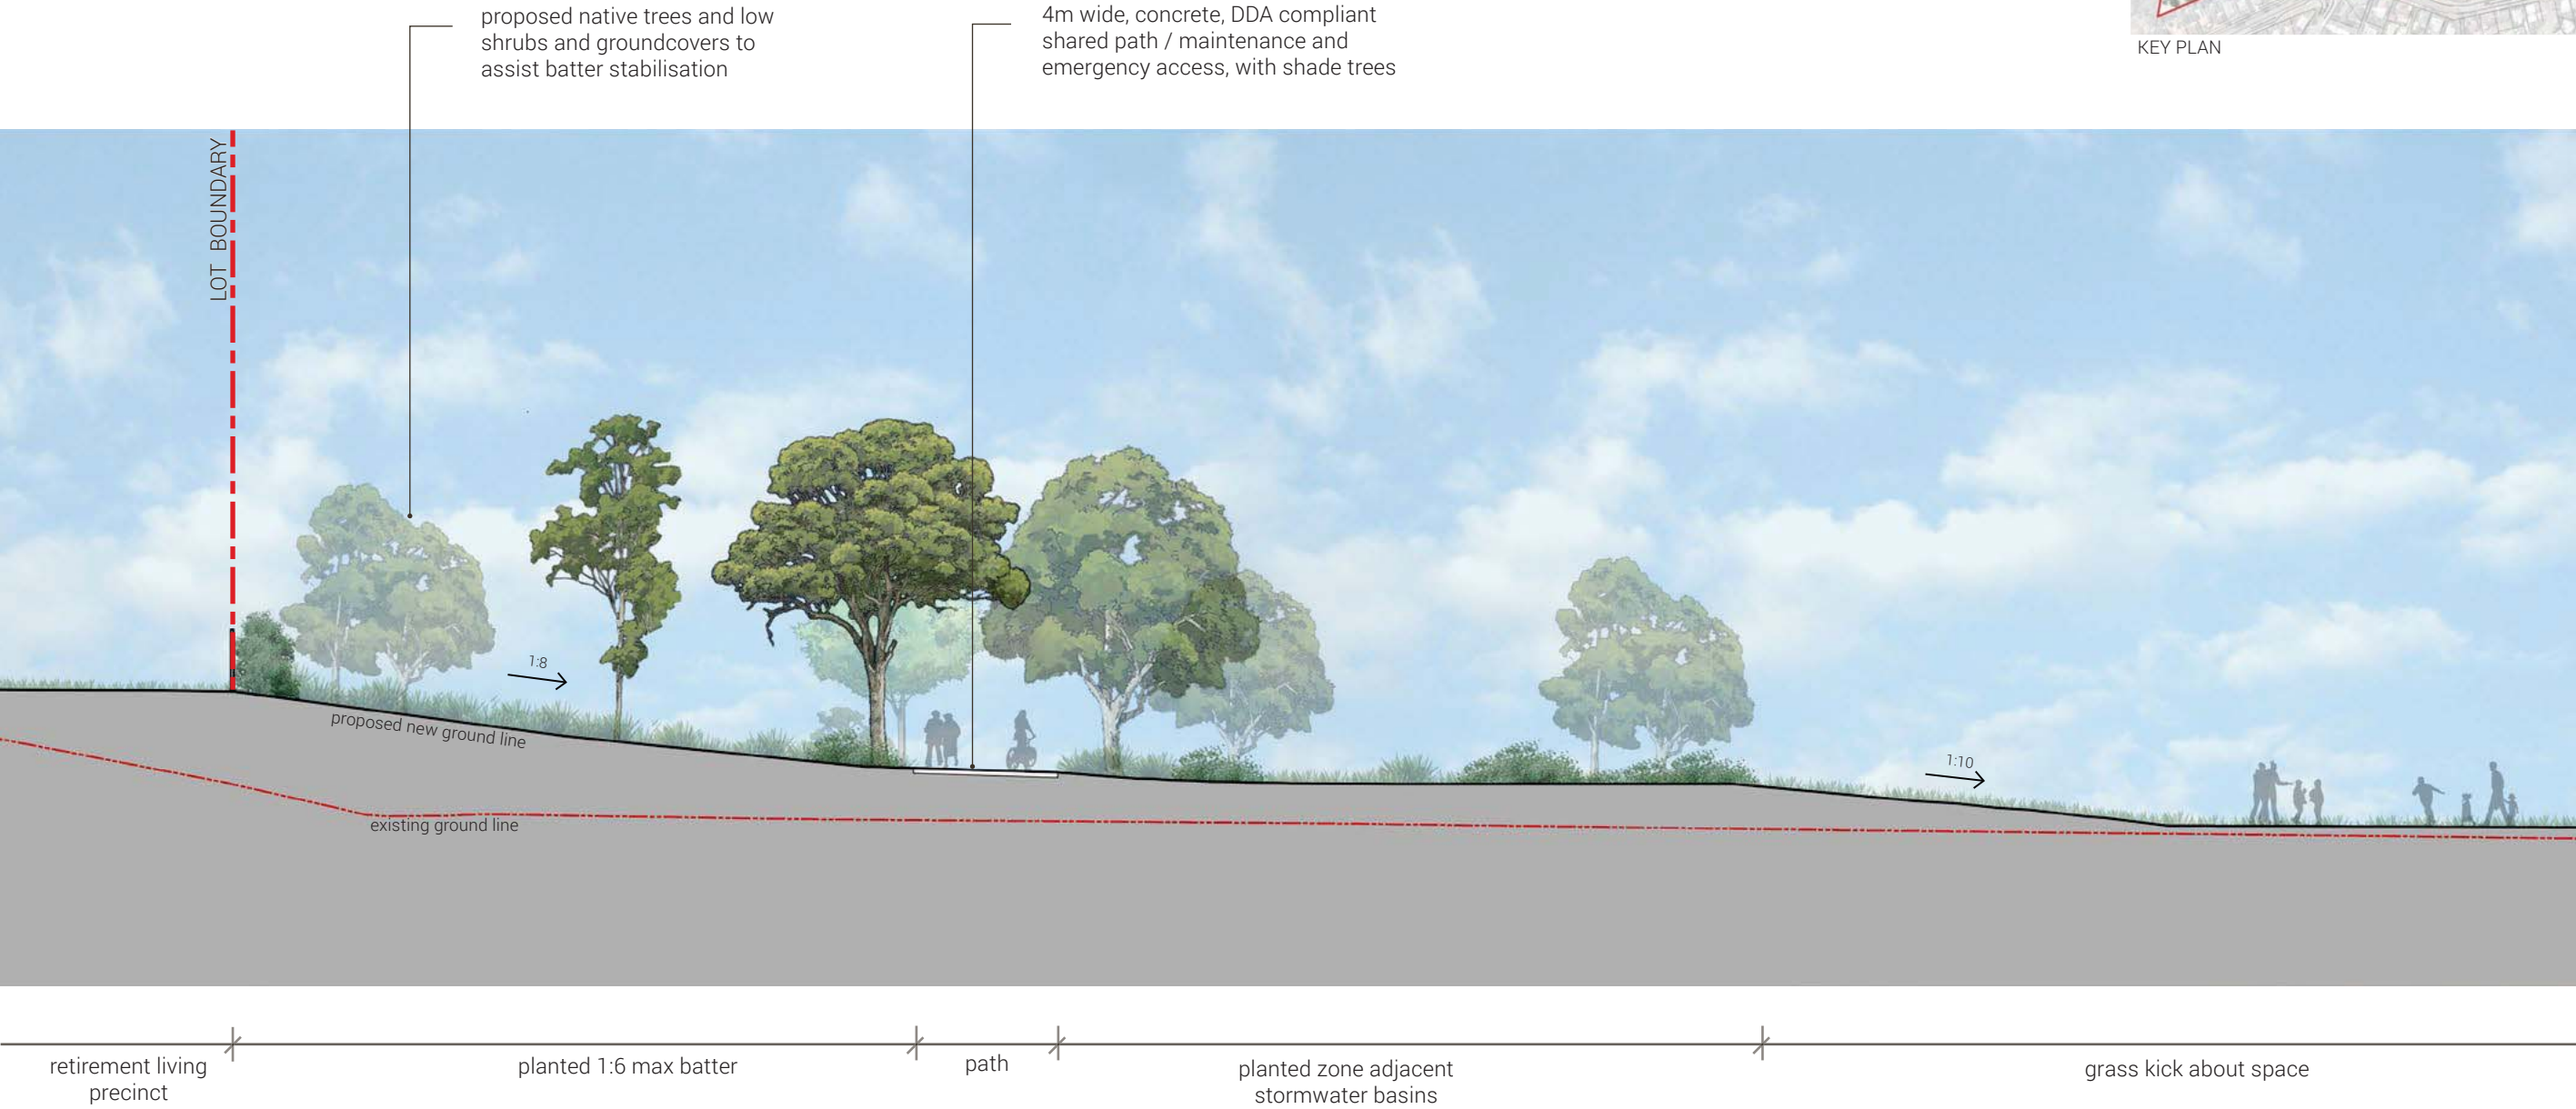 proposed native trees and low
shrubs and groundcovers to
assist batter stabilisation
4m wide, concrete, DDA compliant
shared path / maintenance and
emergency access, with shade trees
KEY PLAN
LOT BOUNDARY
1:8
proposed new ground line
existing ground line
1:10
retirement living
precinct
planted 1:6 max batter
path
planted zone adjacent
stormwater basins
grass kick about space